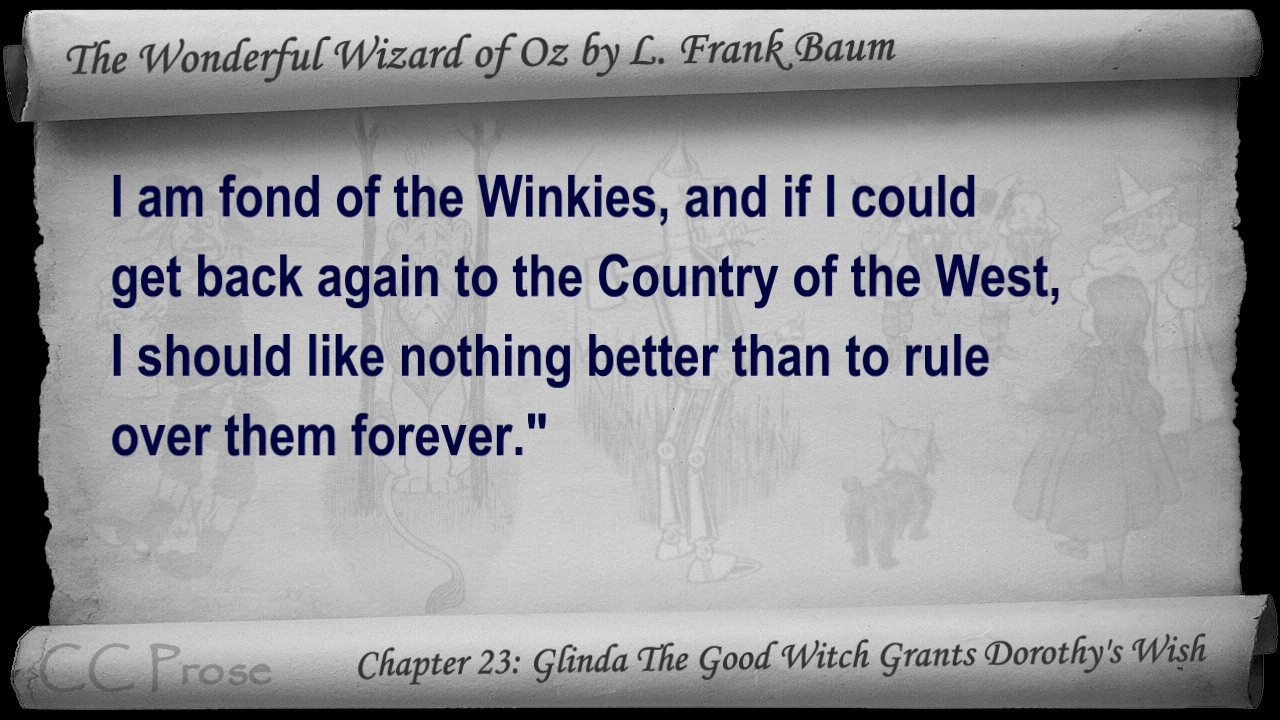 The Wonderful Wizard of Oz by L. Frank Baum
I am fond of the Winkies, and if I could
get back again to the Country of the West,
I should like nothing better than to rule
over them forever."
CC Prose
Chapter 23: Glinda The Good Witch Grants Dorothy's Wish